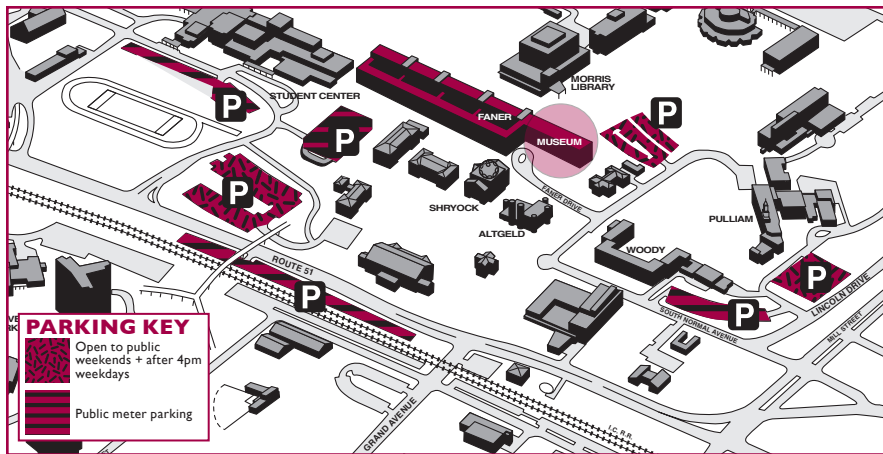 P
STUDENT CENTER
MORRIS
LIBRARY
P
FANER
P
MUSEUM
P
FANER DRIVE
SHRYOCK
PULLIAM
ALTGELD
WOODY
ROUTE 51
P
P
P
LINCOLN DRIVE
SOUTH NORMAL AVENUE
MILL STREET
PARKING KEY
Open to public
weekends + after 4pm
weekdays
Public meter parking
GRAND AVENUE
I.C. R.R.